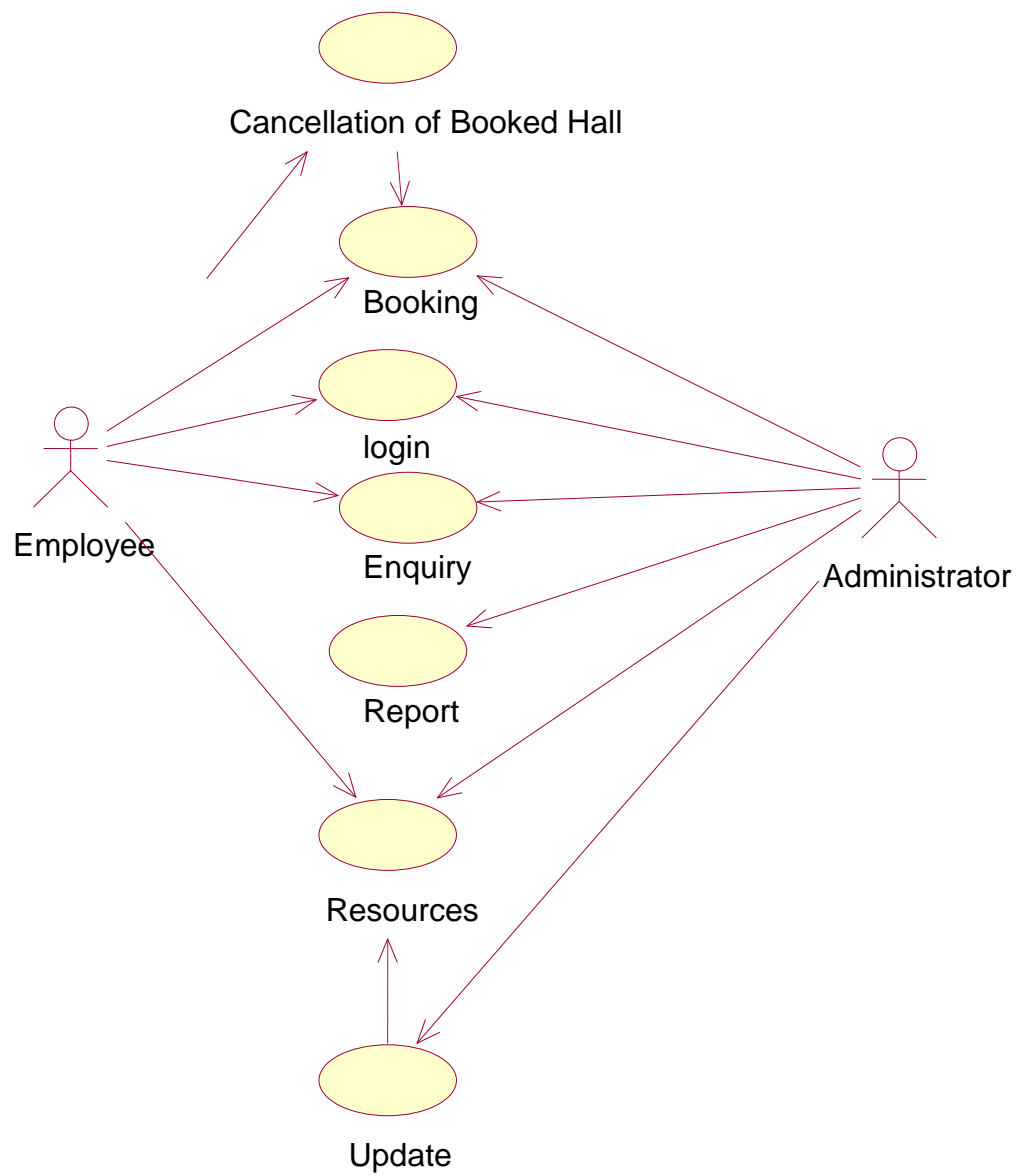 Cancellation of Booked Hall
Booking
login
Employee
Enquiry
Administrator
Report
Resources
Update